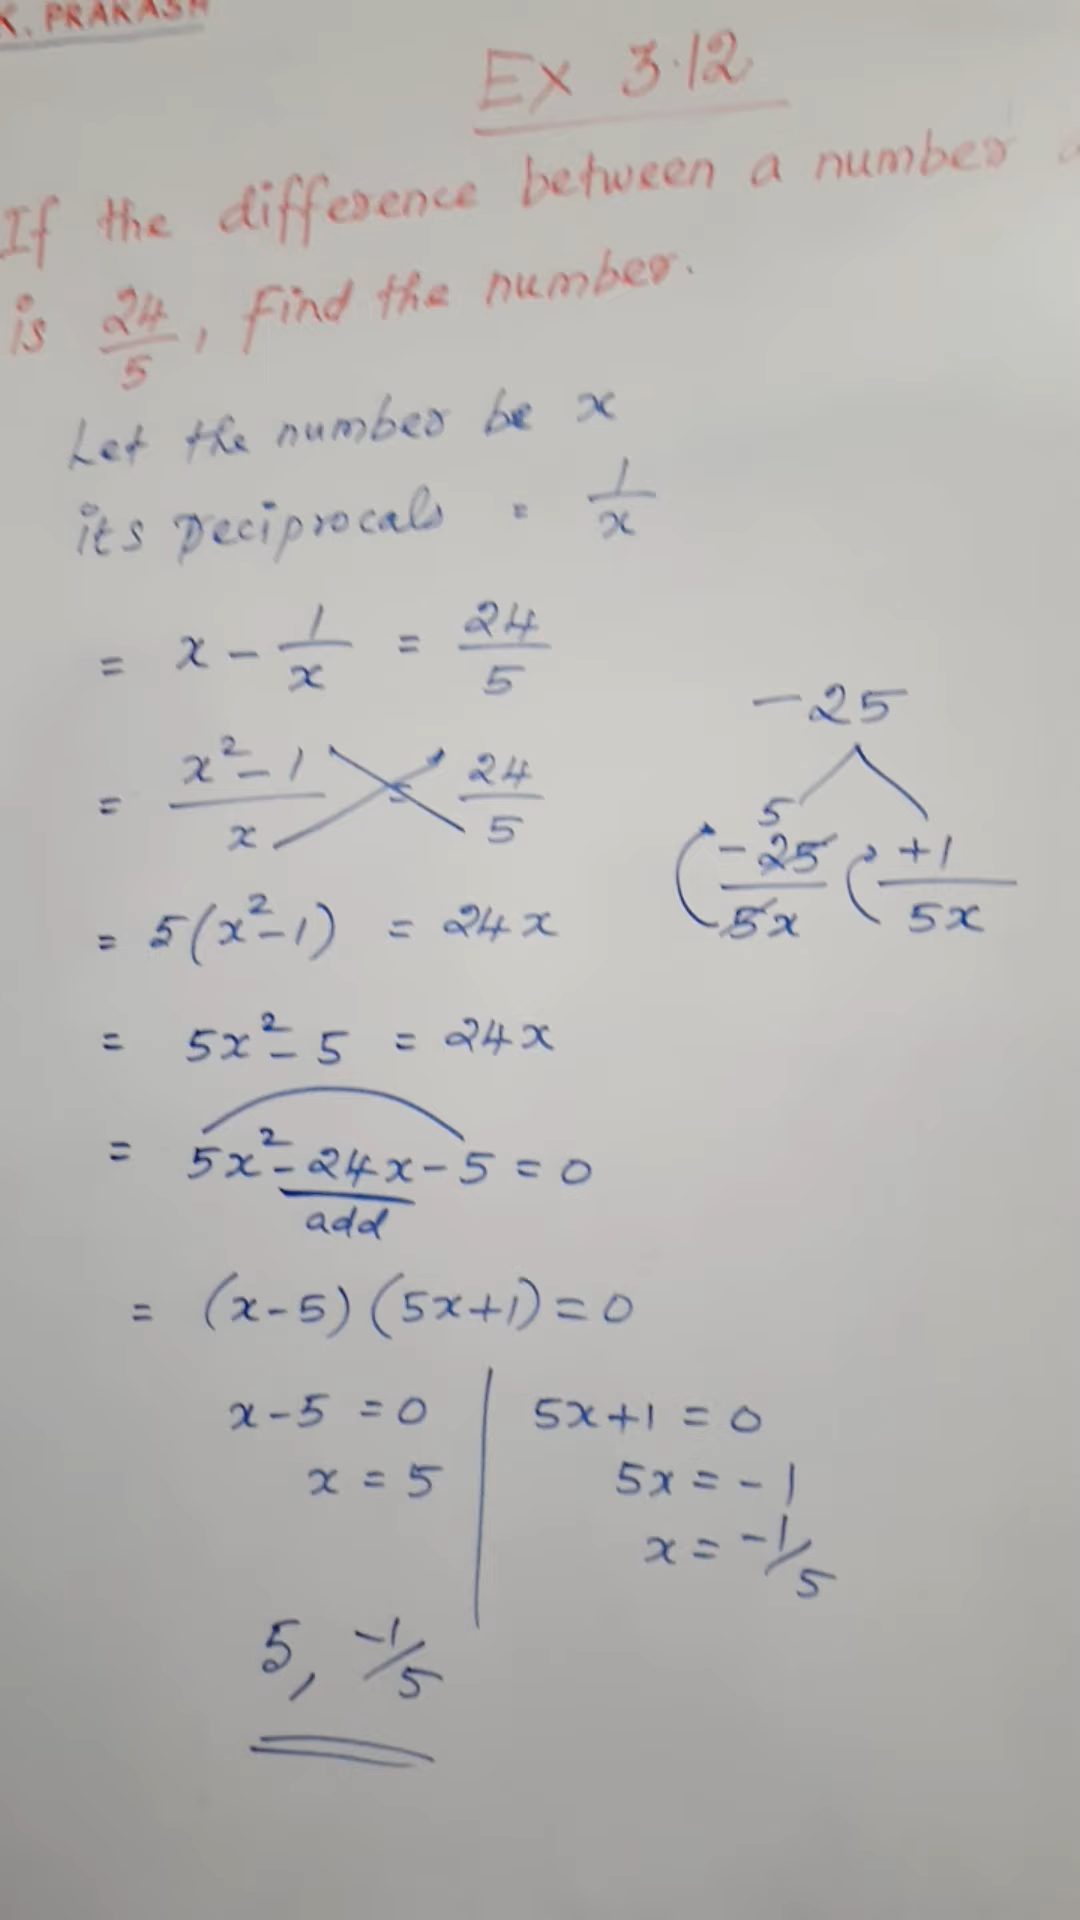 K. PRAKASH
Ex 3.12
If the difference between a number
is 24/5, Find the number.
Let the number be x
its reciprocals = 1/x
= x - 1/x = 24/5
= x² - 1 / x = 24/5
-25
5
-25/5x +1/5x
= 5(x² - 1) = 24x
= 5x² - 5 = 24x
= 5x² - 24x - 5 = 0
add
= (x-5) (5x+1) = 0
x - 5 = 0 | 5x + 1 = 0
x = 5 | 5x = -1
x = -1/5
5, -1/5